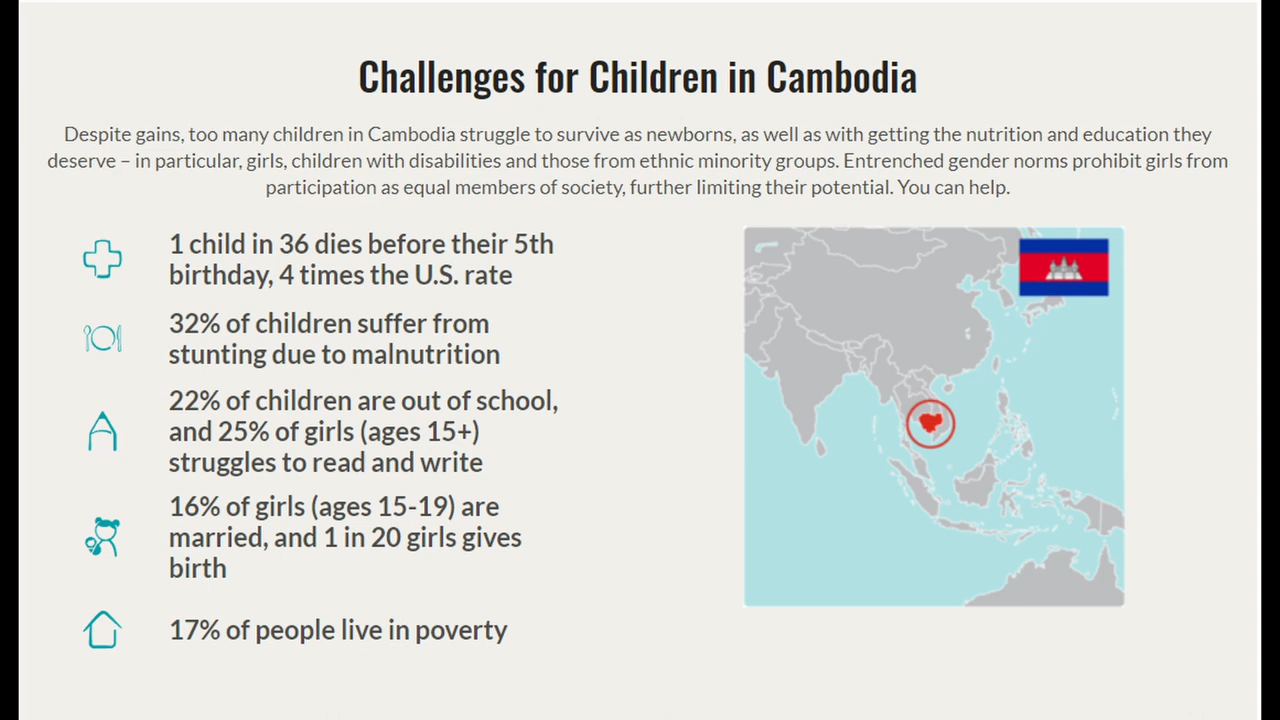 Challenges for Children in Cambodia
Despite gains, too many children in Cambodia struggle to survive as newborns, as well as with getting the nutrition and education they
deserve – in particular, girls, children with disabilities and those from ethnic minority groups. Entrenched gender norms prohibit girls from
participation as equal members of society, further limiting their potential. You can help.
1 child in 36 dies before their 5th
birthday, 4 times the U.S. rate
32% of children suffer from
stunting due to malnutrition
22% of children are out of school,
and 25% of girls (ages 15+)
struggles to read and write
16% of girls (ages 15-19) are
married, and 1 in 20 girls gives
birth
17% of people live in poverty